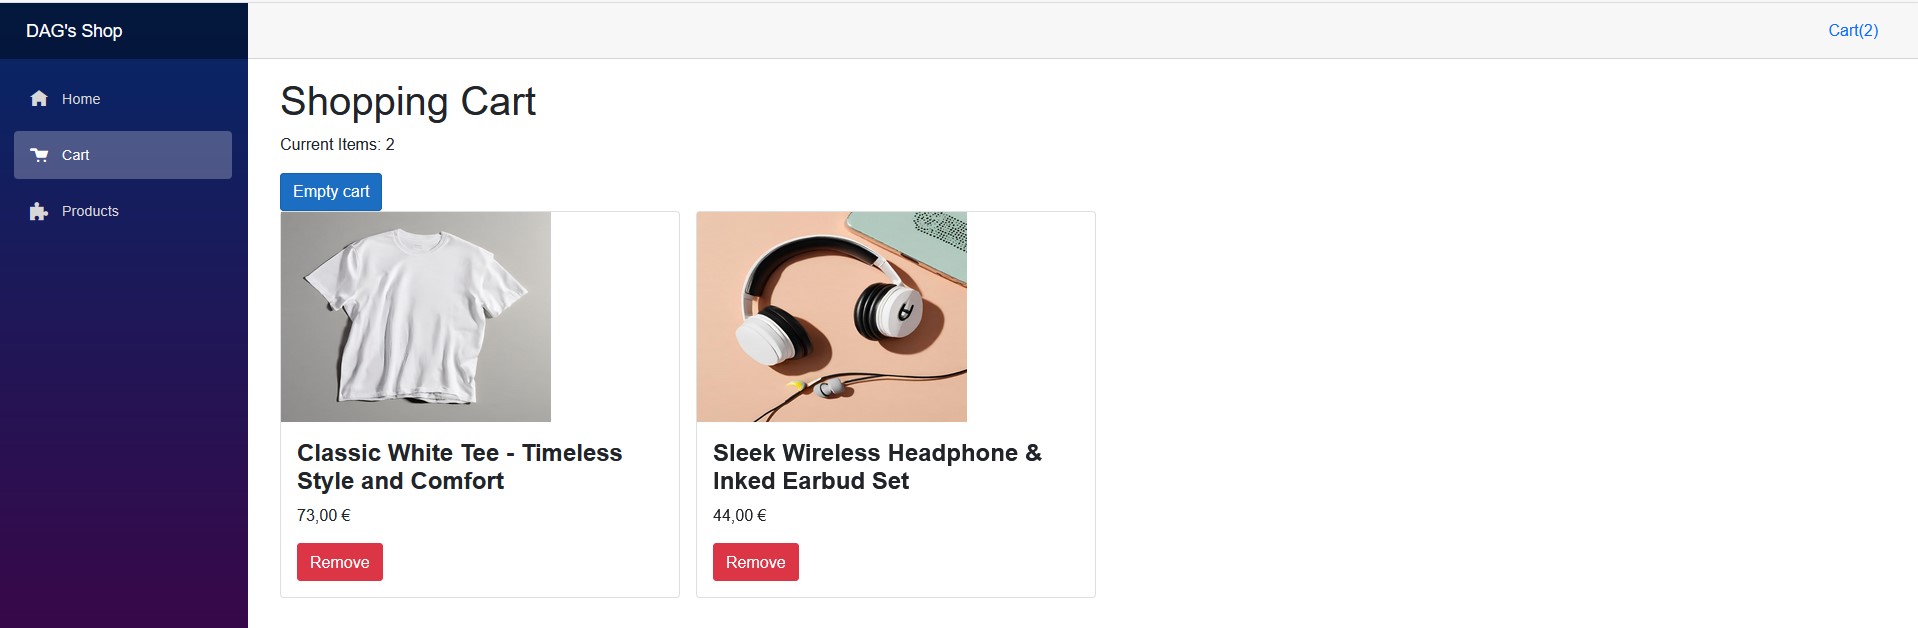 DAG's Shop
Cart(2)
Home
Cart
Products
Shopping Cart
Current Items: 2
Empty cart
Classic White Tee - Timeless
Style and Comfort
73,00 €
Remove
Sleek Wireless Headphone &
Inked Earbud Set
44,00 €
Remove